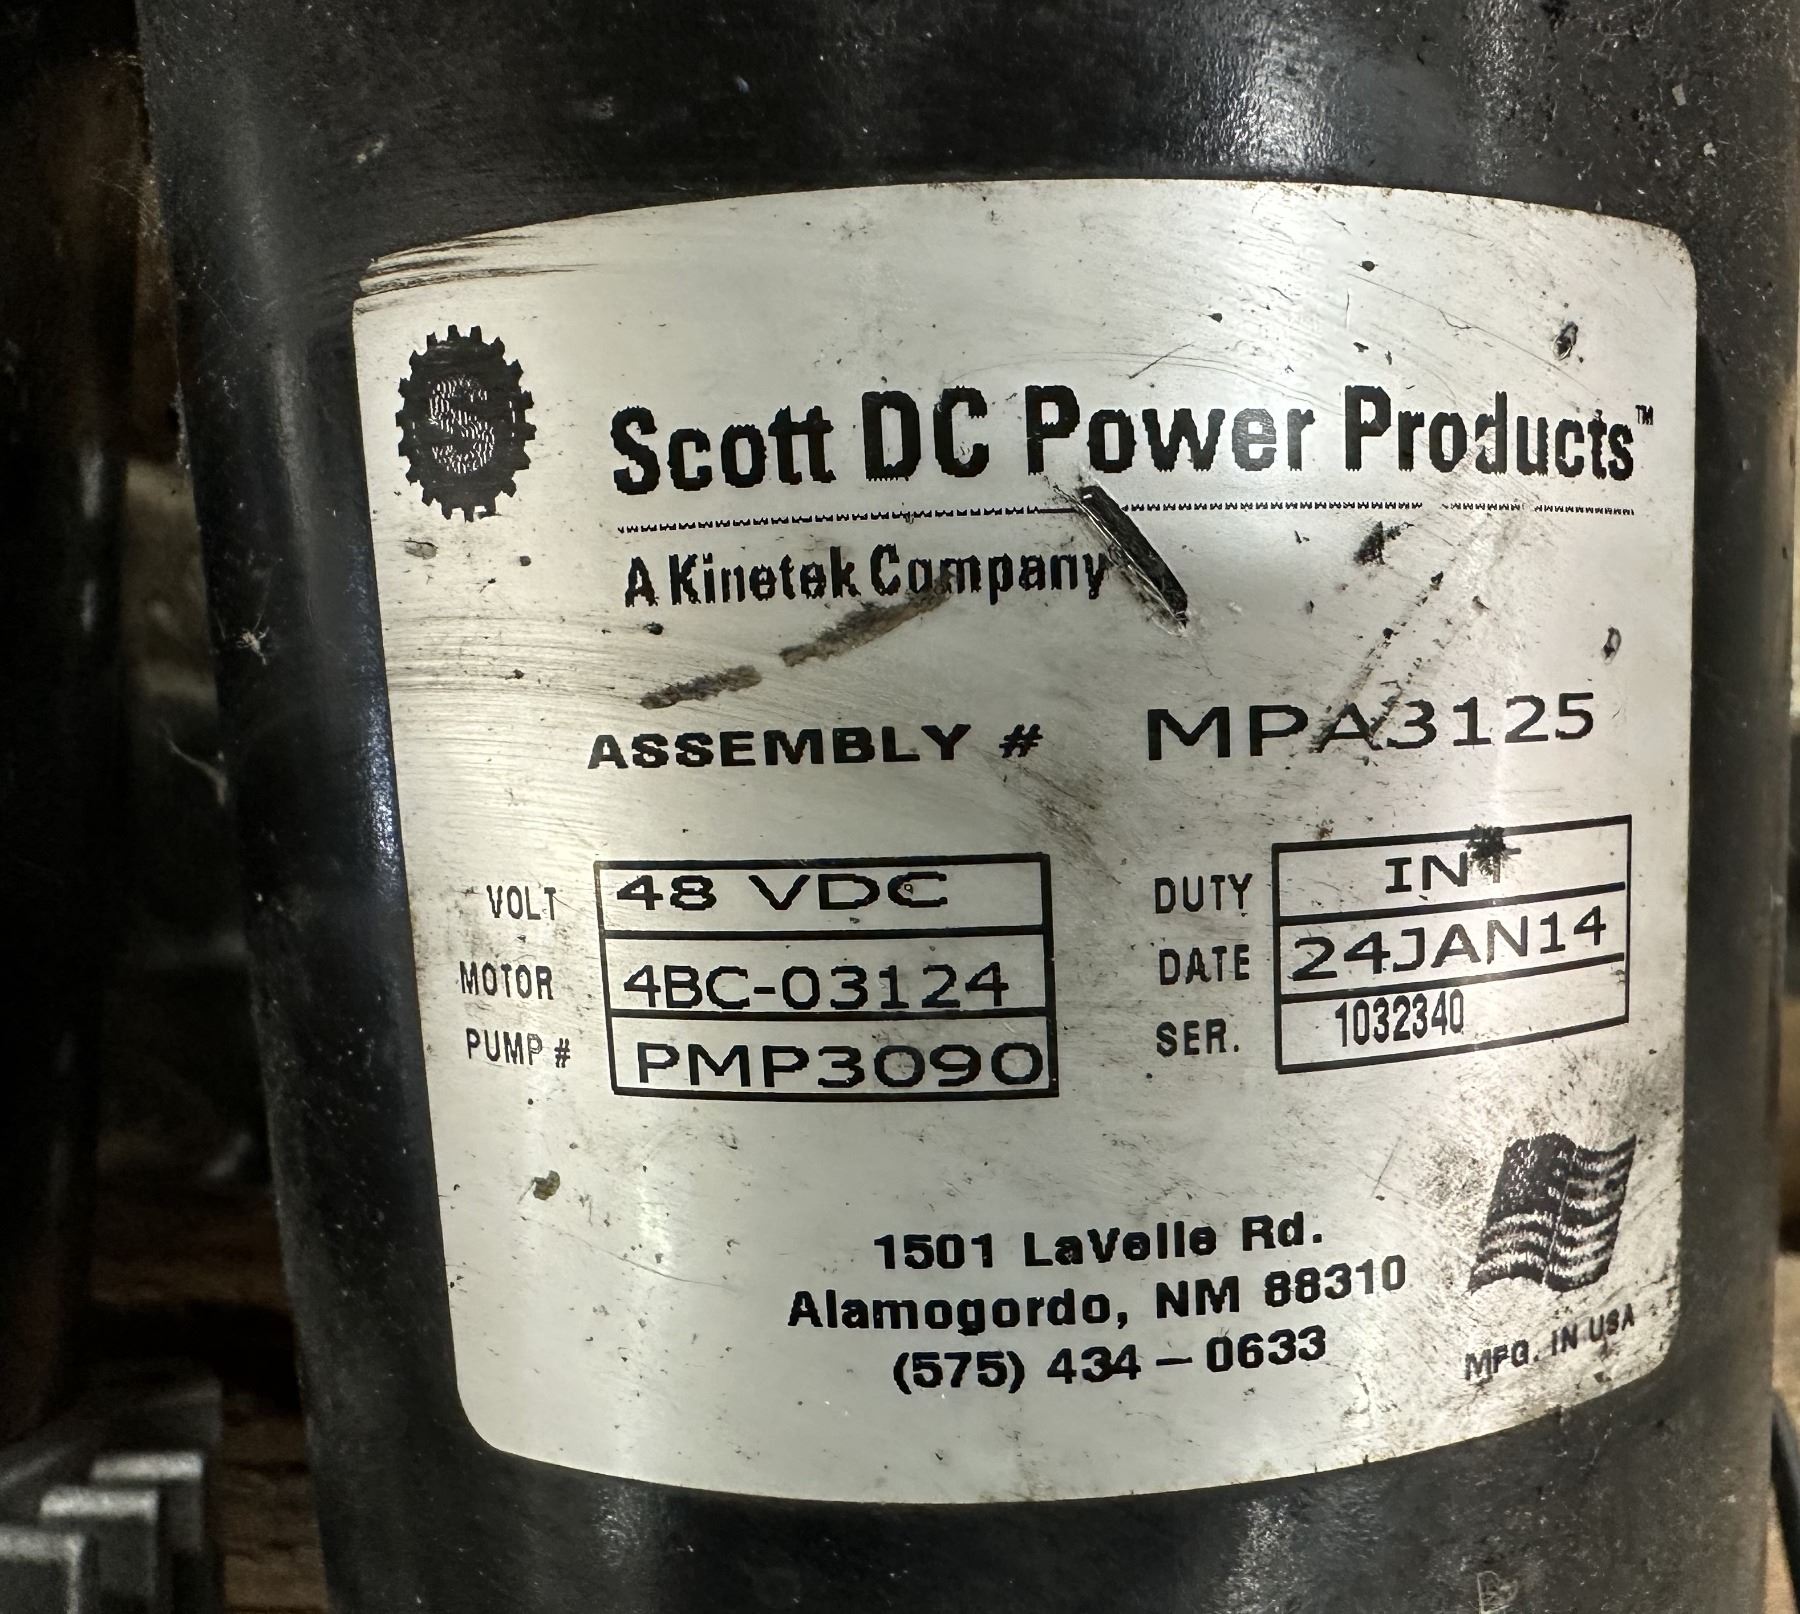 S
Scott DC Power Products™
A Kinetek Company
ASSEMBLY # MPA3125
VOLT 48 VDC
MOTOR 4BC-03124
PUMP # PMP3090
DUTY INT
DATE 24JAN14
SER. 1032340
1501 LaVelle Rd.
Alamogordo, NM 88310
(575) 434-0633
MFG. IN USA